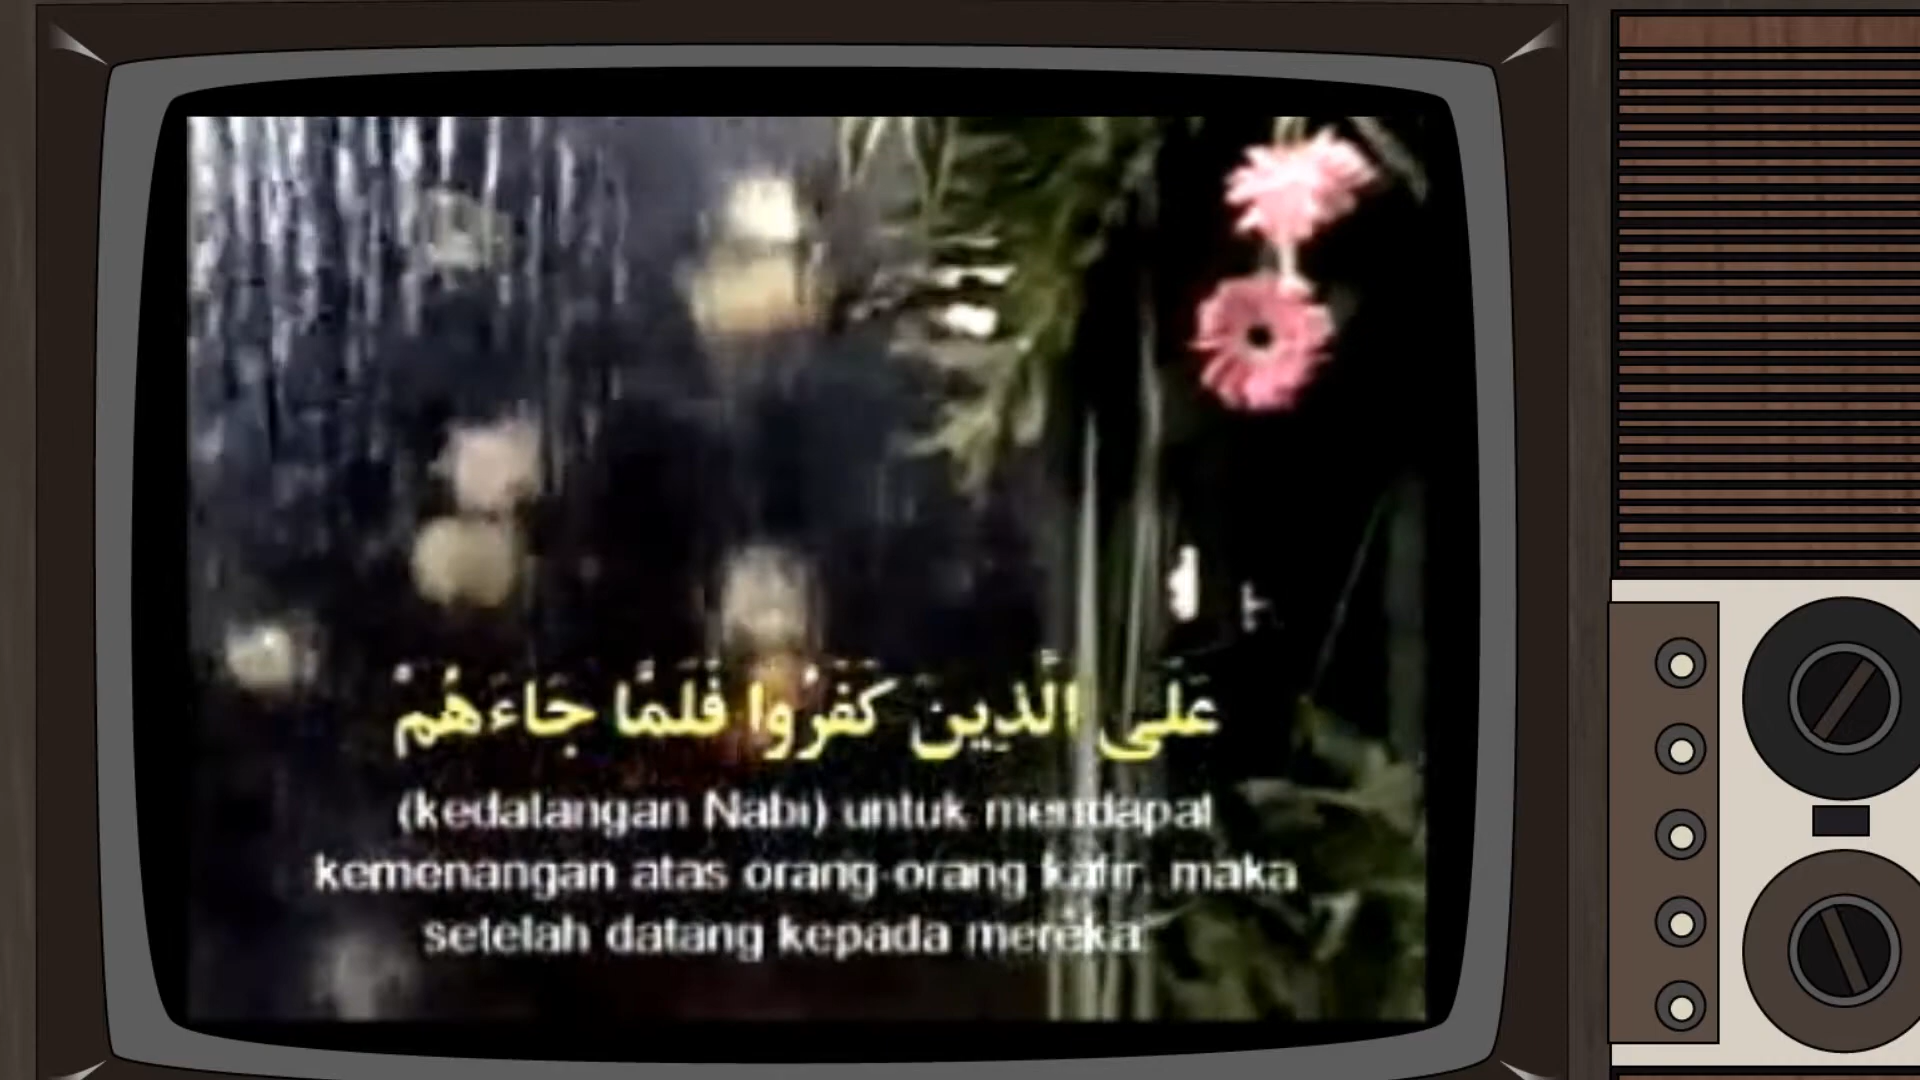 عَلَى الَّذِينَ كَفَرُوا فَلَمَّا جَاءَهُمْ
(kedatangan Nabi) untuk mendapat
kemenangan atas orang-orang kafir, maka
setelah datang kepada mereka